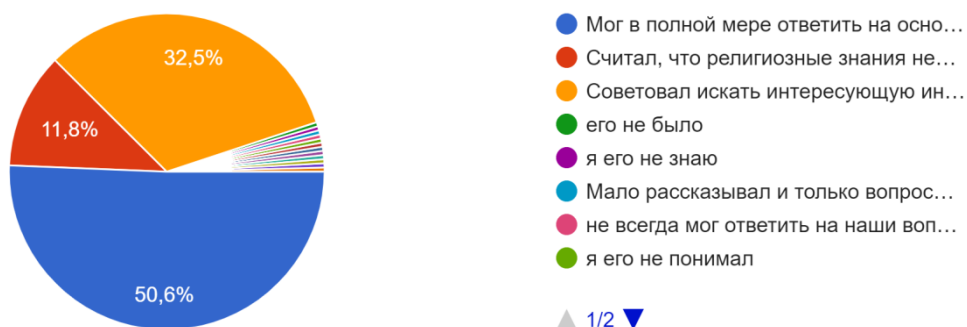 32,5%
11,8%
50,6%
Мог в полной мере ответить на осно…
Считал, что религиозные знания не…
Советовал искать интересующую ин…
его не было
я его не знаю
Мало рассказывал и только вопрос…
не всегда мог ответить на наши воп…
я его не понимал
1/2